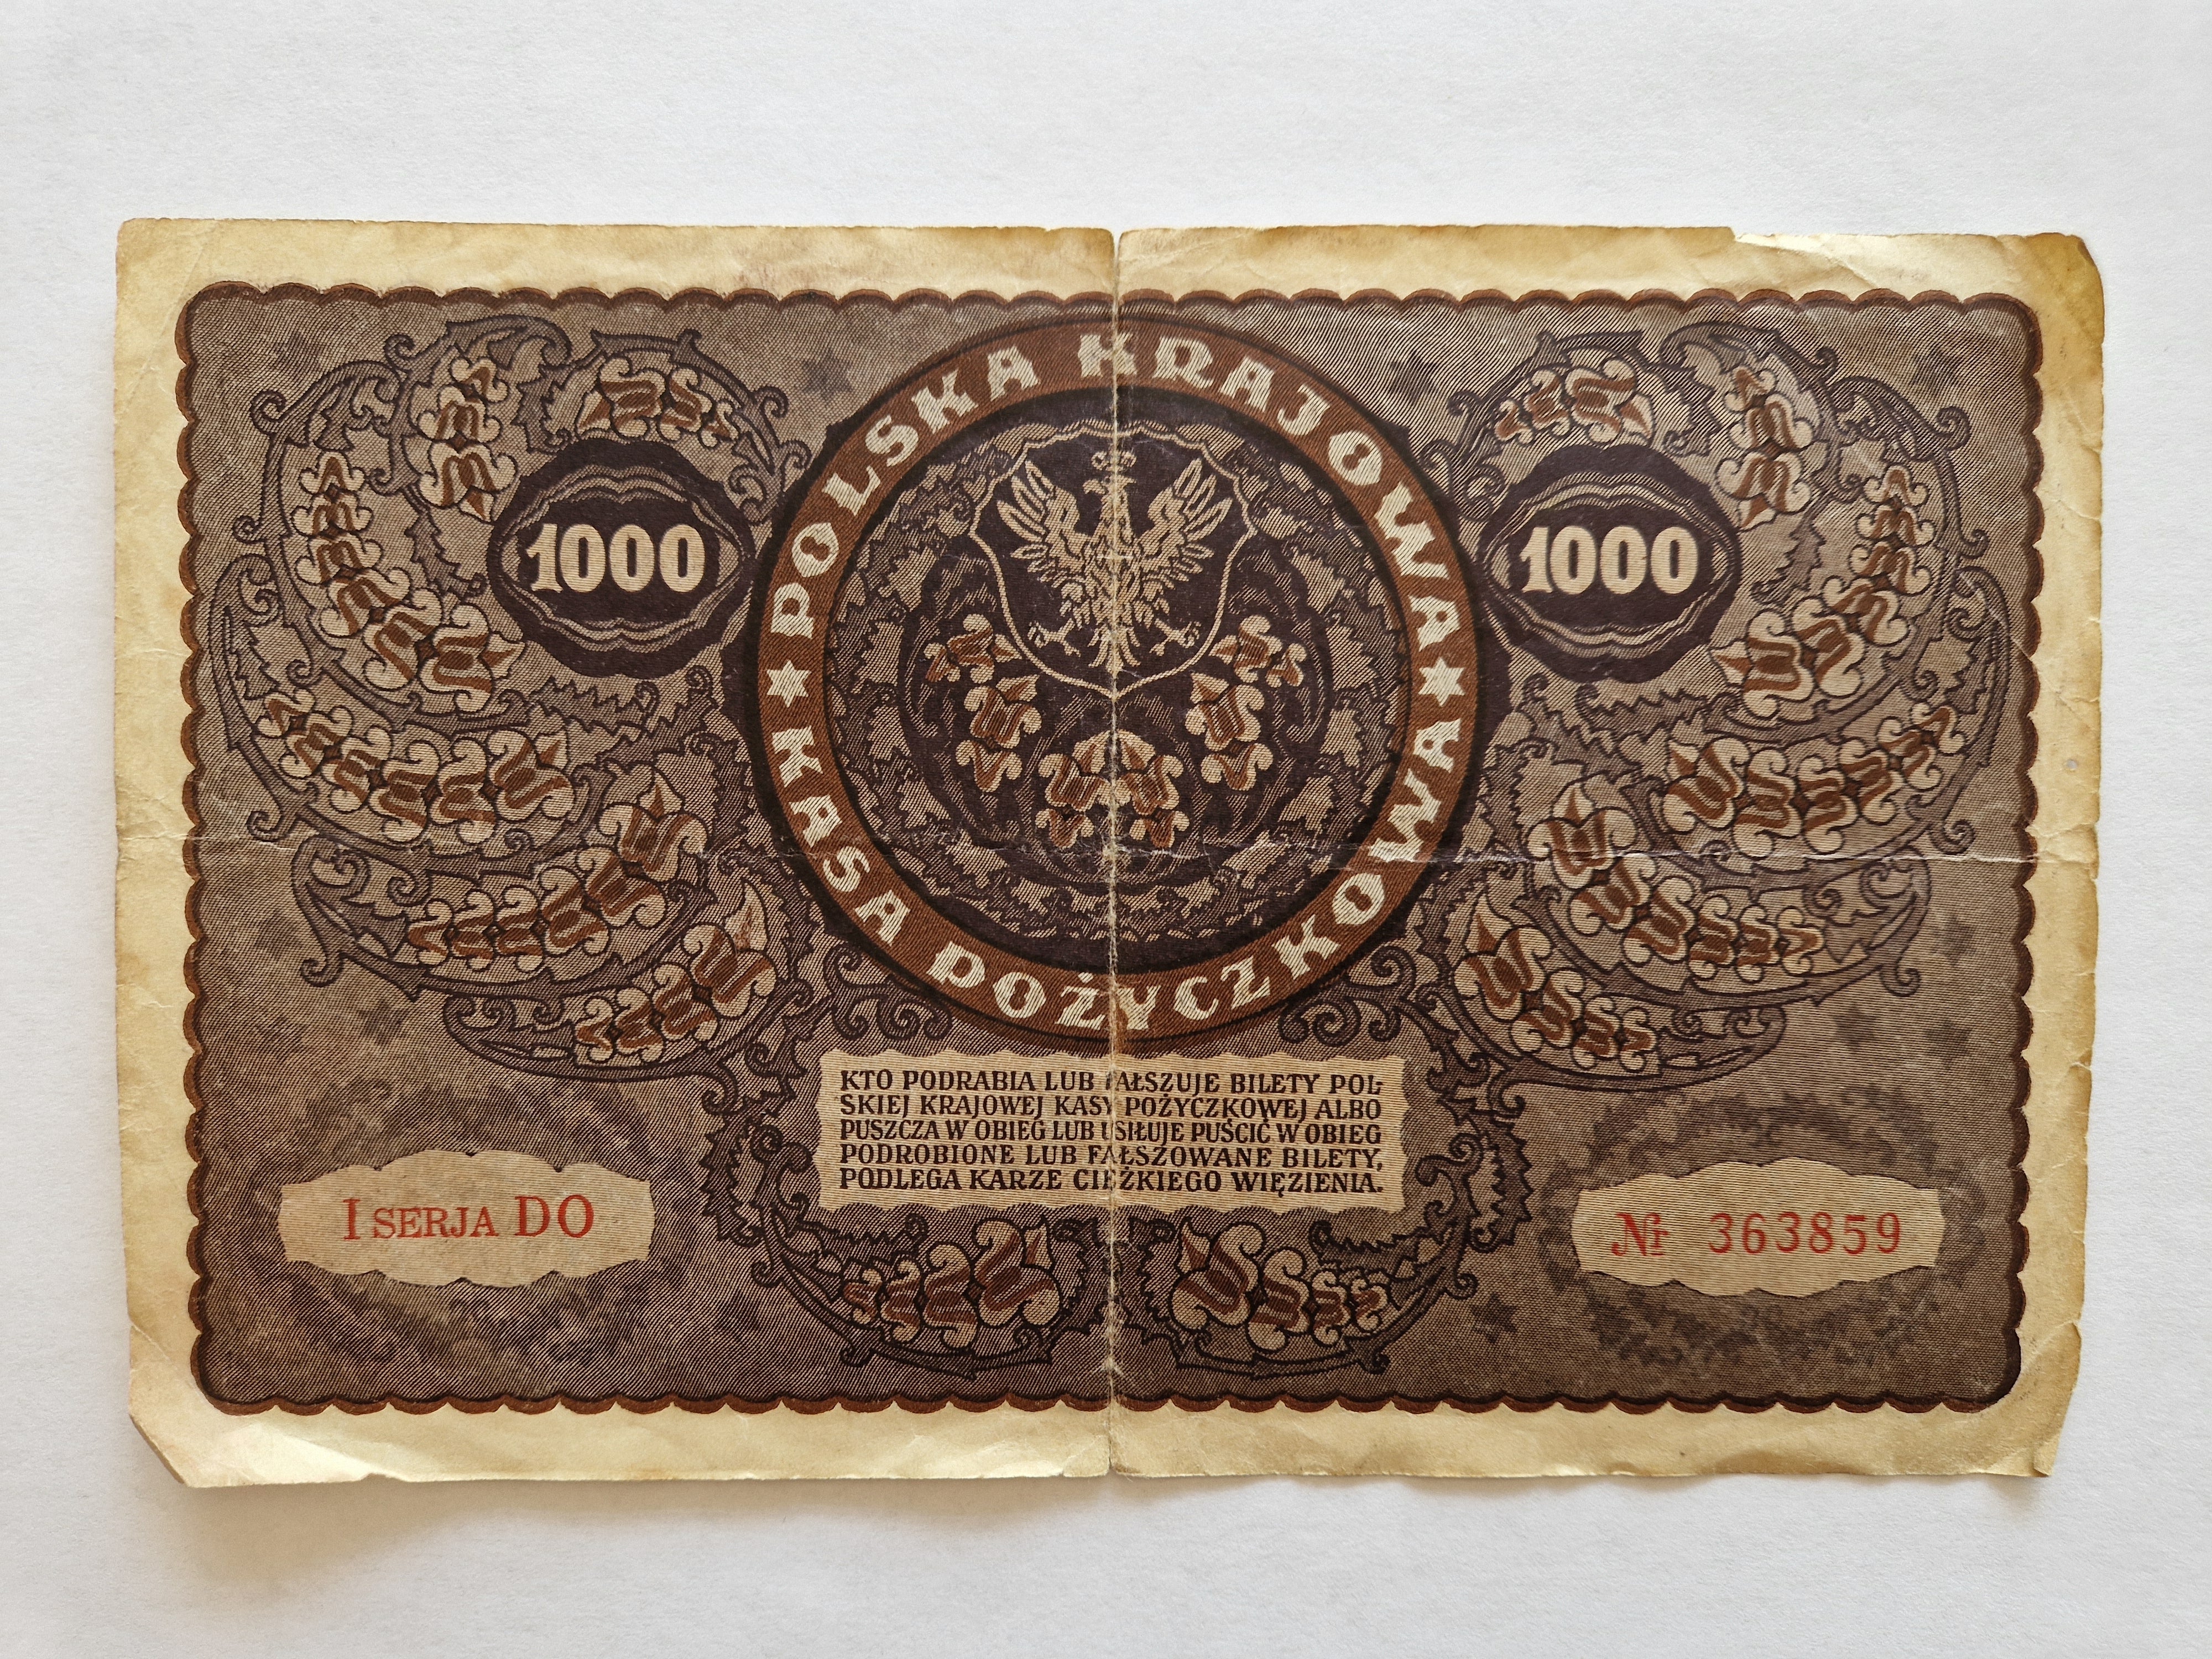 POLSKA KRAJOWA
KASA POŻYCZKOWA
1000
1000
KTO PODRABIA LUB FAŁSZUJE BILETY POL-
SKIEJ KRAJOWEJ KASY POŻYCZKOWEJ ALBO
PUSZCZA W OBIEG LUB USIŁUJE PUŚCIĆ W OBIEG
PODROBIONE LUB FAŁSZOWANE BILETY,
PODLEGA KARZE CIĘŻKIEGO WIĘZIENIA.
I SERJA DO
Nr 363859